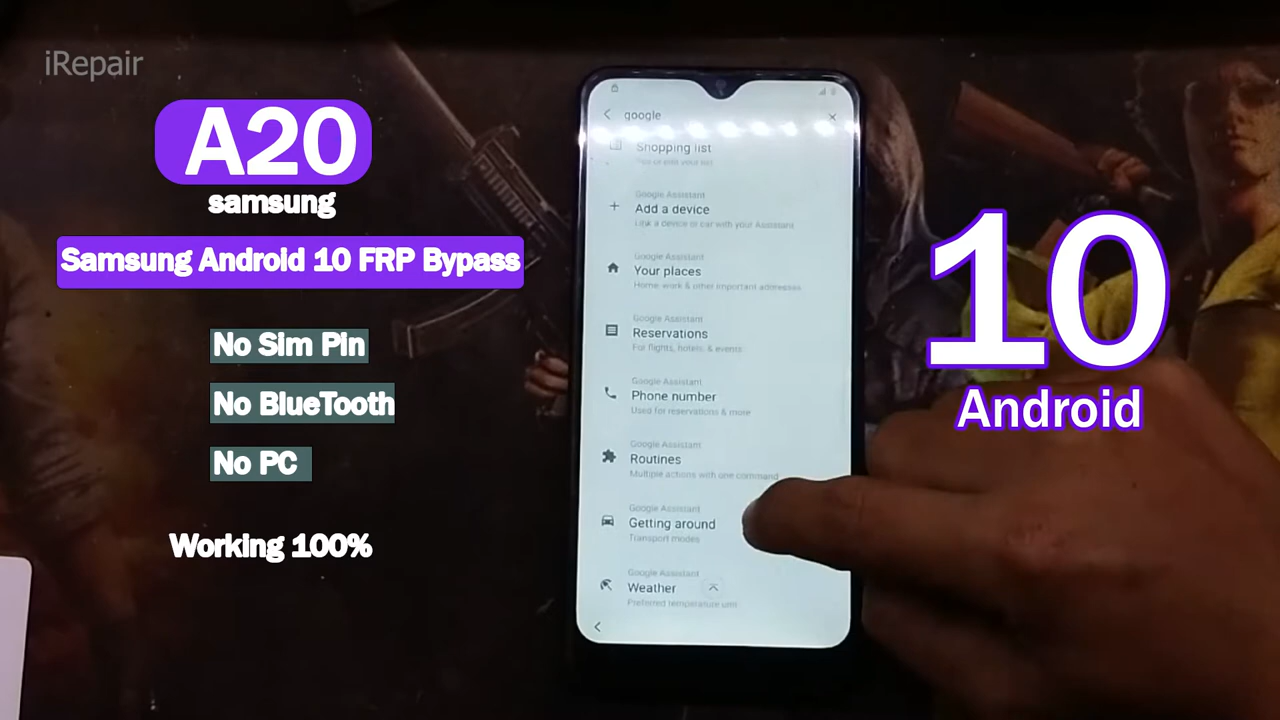 iRepair
A20
samsung
Samsung Android 10 FRP Bypass
No Sim Pin
No BlueTooth
No PC
Working 100%
google
Shopping list
Google Assistant
Add a device
Link a device or car with your Assistant
Google Assistant
Your places
Home, work & other important addresses
Google Assistant
Reservations
For flights, hotels, & events
Google Assistant
Phone number
Used for reservations & more
Google Assistant
Routines
Multiple actions with one command
Google Assistant
Getting around
Transport modes
Google Assistant
Weather
Preferred temperature unit
10
Android